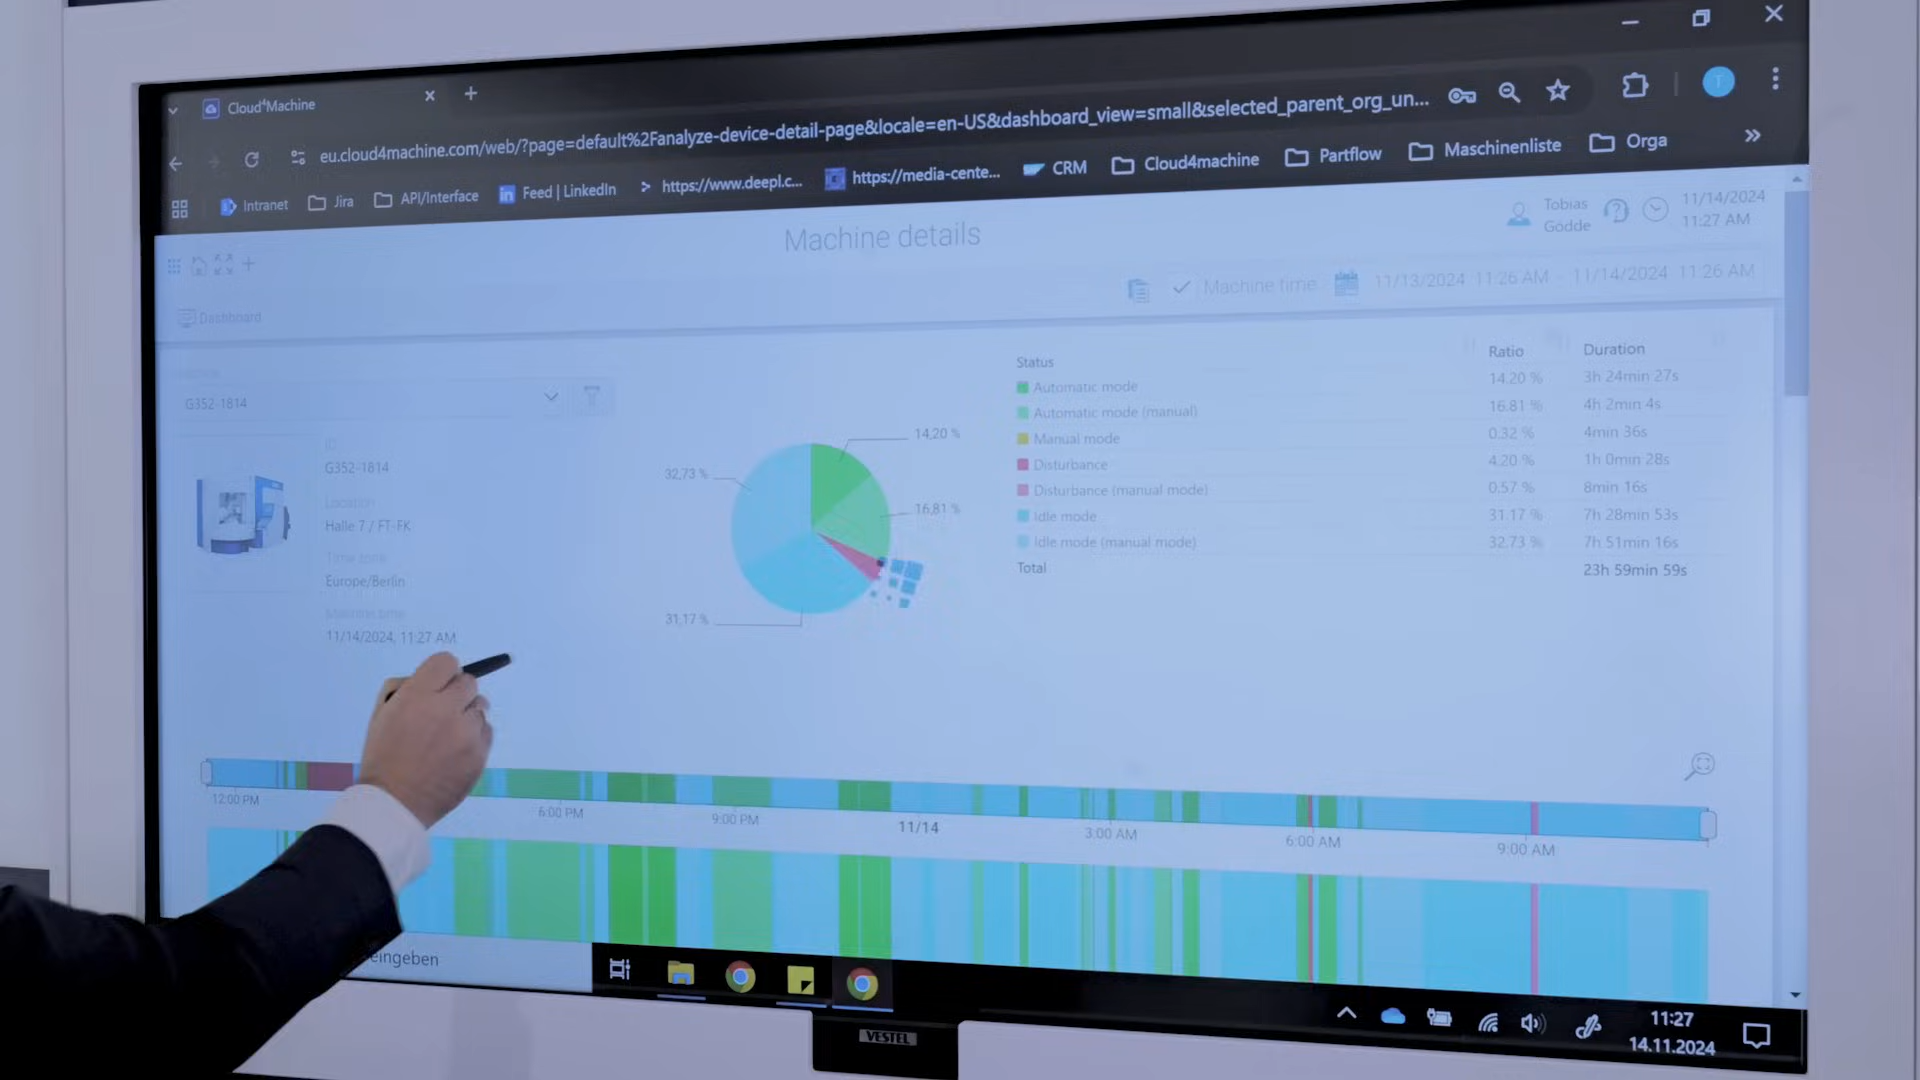 Cloud⁴Machine
eu.cloud4machine.com/web/?page=default%2Fanalyze-device-detail-page&locale=en-US&dashboard_view=small&selected_parent_org_un...
T
Intranet
Jira
API/Interface
Feed | LinkedIn
https://www.deepl.c...
https://media-cente...
CRM
Cloud4machine
Partflow
Maschinenliste
Orga
Machine details
Tobias
Gödde
11/14/2024
11:27 AM
Machine time
11/13/2024 11:26 AM - 11/14/2024 11:26 AM
Dashboard
G352-1814
ID
G352-1814
Location
Halle 7 / FT-FK
Time zone
Europe/Berlin
Machine time
11/14/2024, 11:27 AM
14,20 %
16,81 %
32,73 %
31,17 %
Status Ratio Duration
Automatic mode 14.20 % 3h 24min 27s
Automatic mode (manual) 16.81 % 4h 2min 4s
Manual mode 0.32 % 4min 36s
Disturbance 4.20 % 1h 0min 28s
Disturbance (manual mode) 0.57 % 8min 16s
Idle mode 31.17 % 7h 28min 53s
Idle mode (manual mode) 32.73 % 7h 51min 16s
Total 23h 59min 59s
12:00 PM
6:00 PM
9:00 PM
11/14
3:00 AM
6:00 AM
9:00 AM
eingeben
11:27
14.11.2024
VESTEL